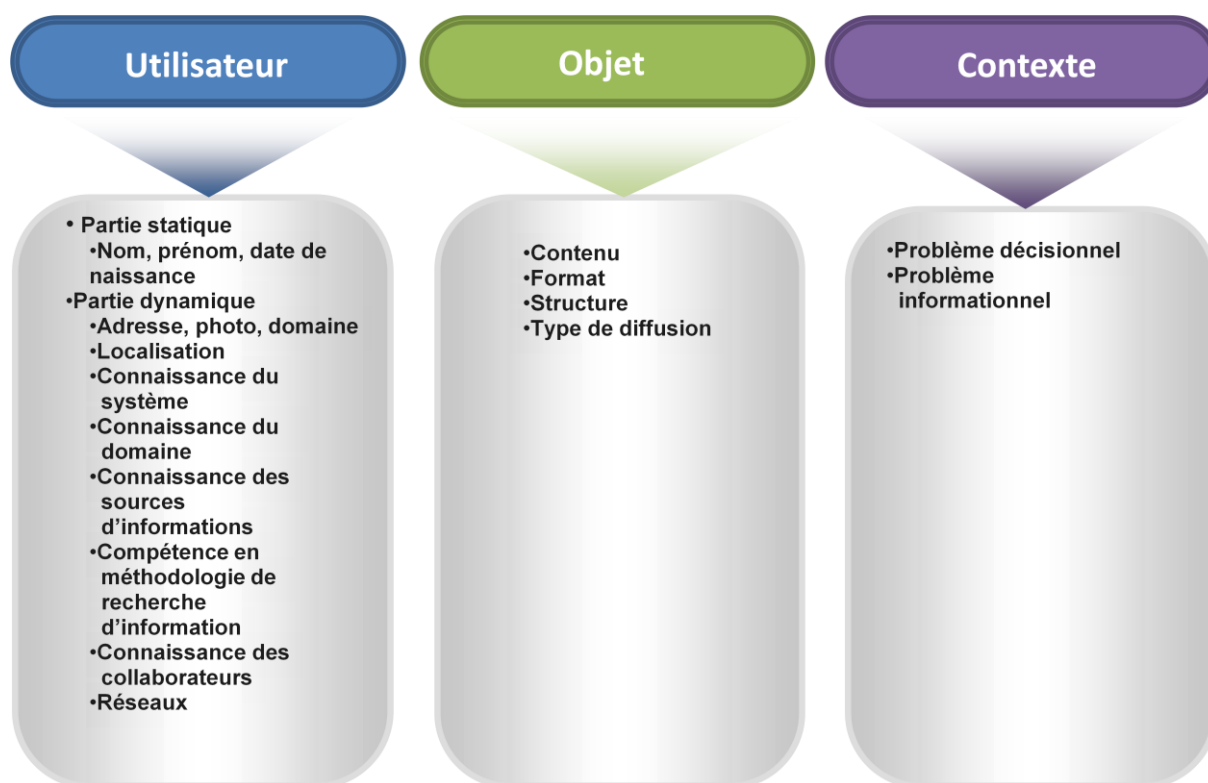 Utilisateur
• Partie statique
•Nom, prénom, date de
naissance
•Partie dynamique
•Adresse, photo, domaine
•Localisation
•Connaissance du
système
•Connaissance du
domaine
•Connaissance des
sources
d’informations
•Compétence en
méthodologie de
recherche
d’information
•Connaissance des
collaborateurs
•Réseaux
Objet
•Contenu
•Format
•Structure
•Type de diffusion
Contexte
•Problème décisionnel
•Problème
informationnel